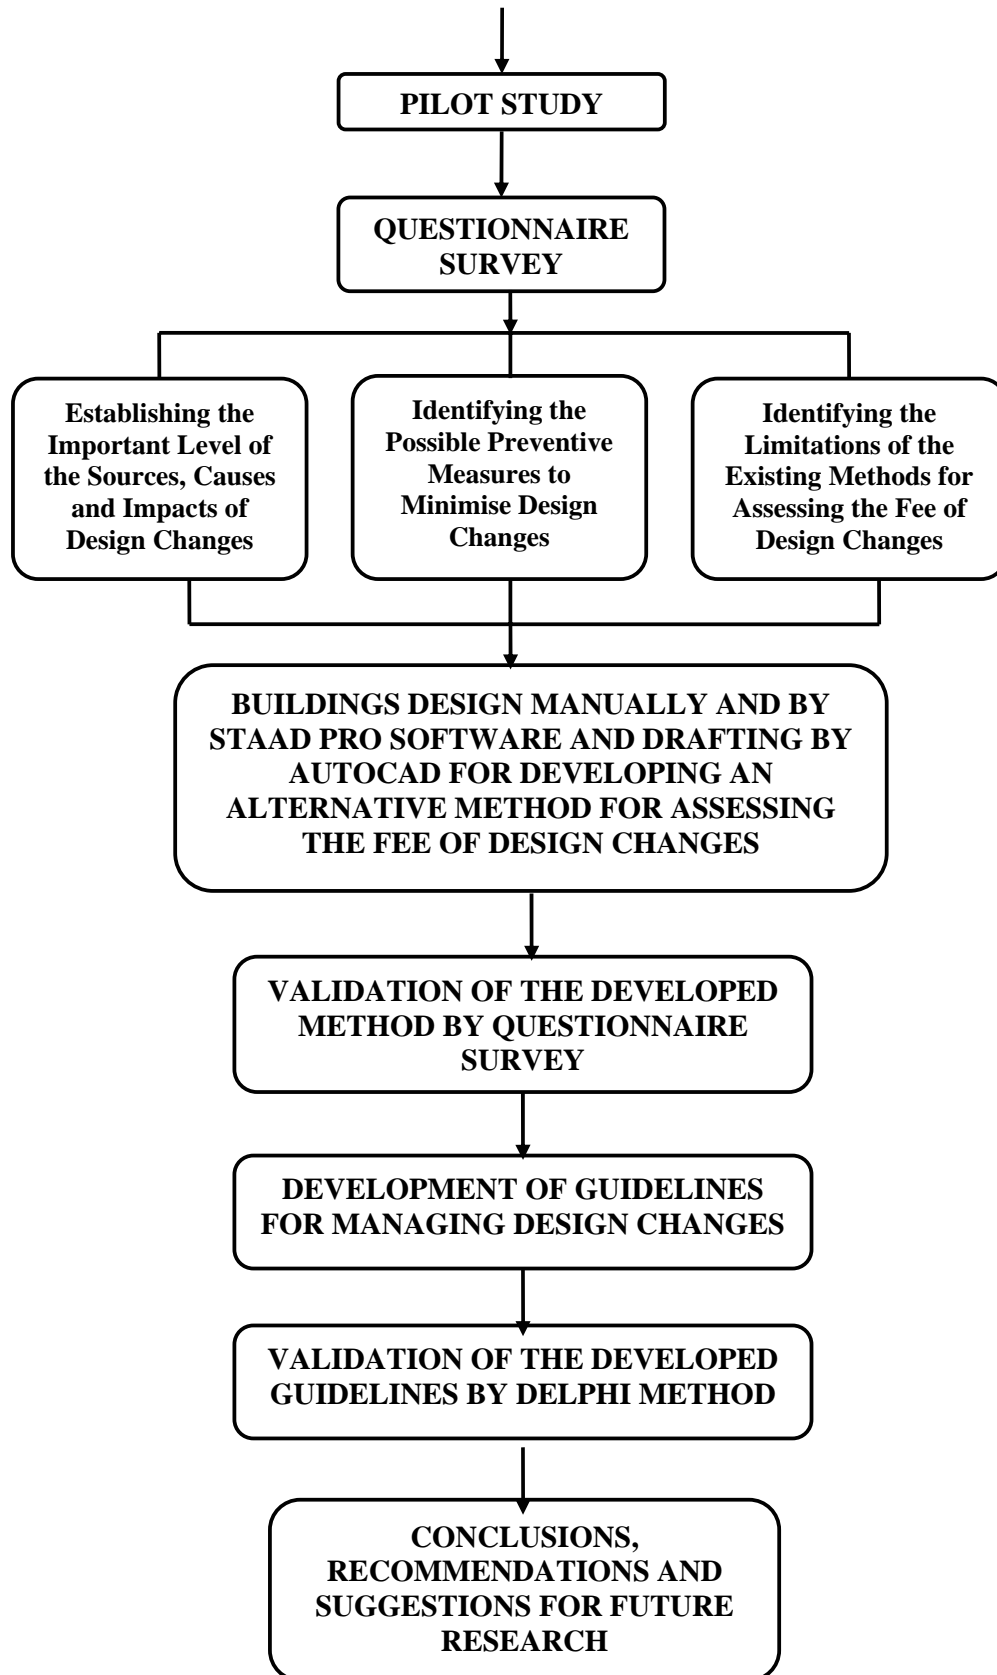 PILOT STUDY
QUESTIONNAIRE
SURVEY
Establishing the
Important Level of
the Sources, Causes
and Impacts of
Design Changes
Identifying the
Possible Preventive
Measures to
Minimise Design
Changes
Identifying the
Limitations of the
Existing Methods for
Assessing the Fee of
Design Changes
BUILDINGS DESIGN MANUALLY AND BY
STAAD PRO SOFTWARE AND DRAFTING BY
AUTOCAD FOR DEVELOPING AN
ALTERNATIVE METHOD FOR ASSESSING
THE FEE OF DESIGN CHANGES
VALIDATION OF THE DEVELOPED
METHOD BY QUESTIONNAIRE
SURVEY
DEVELOPMENT OF GUIDELINES
FOR MANAGING DESIGN CHANGES
VALIDATION OF THE DEVELOPED
GUIDELINES BY DELPHI METHOD
CONCLUSIONS,
RECOMMENDATIONS AND
SUGGESTIONS FOR FUTURE
RESEARCH